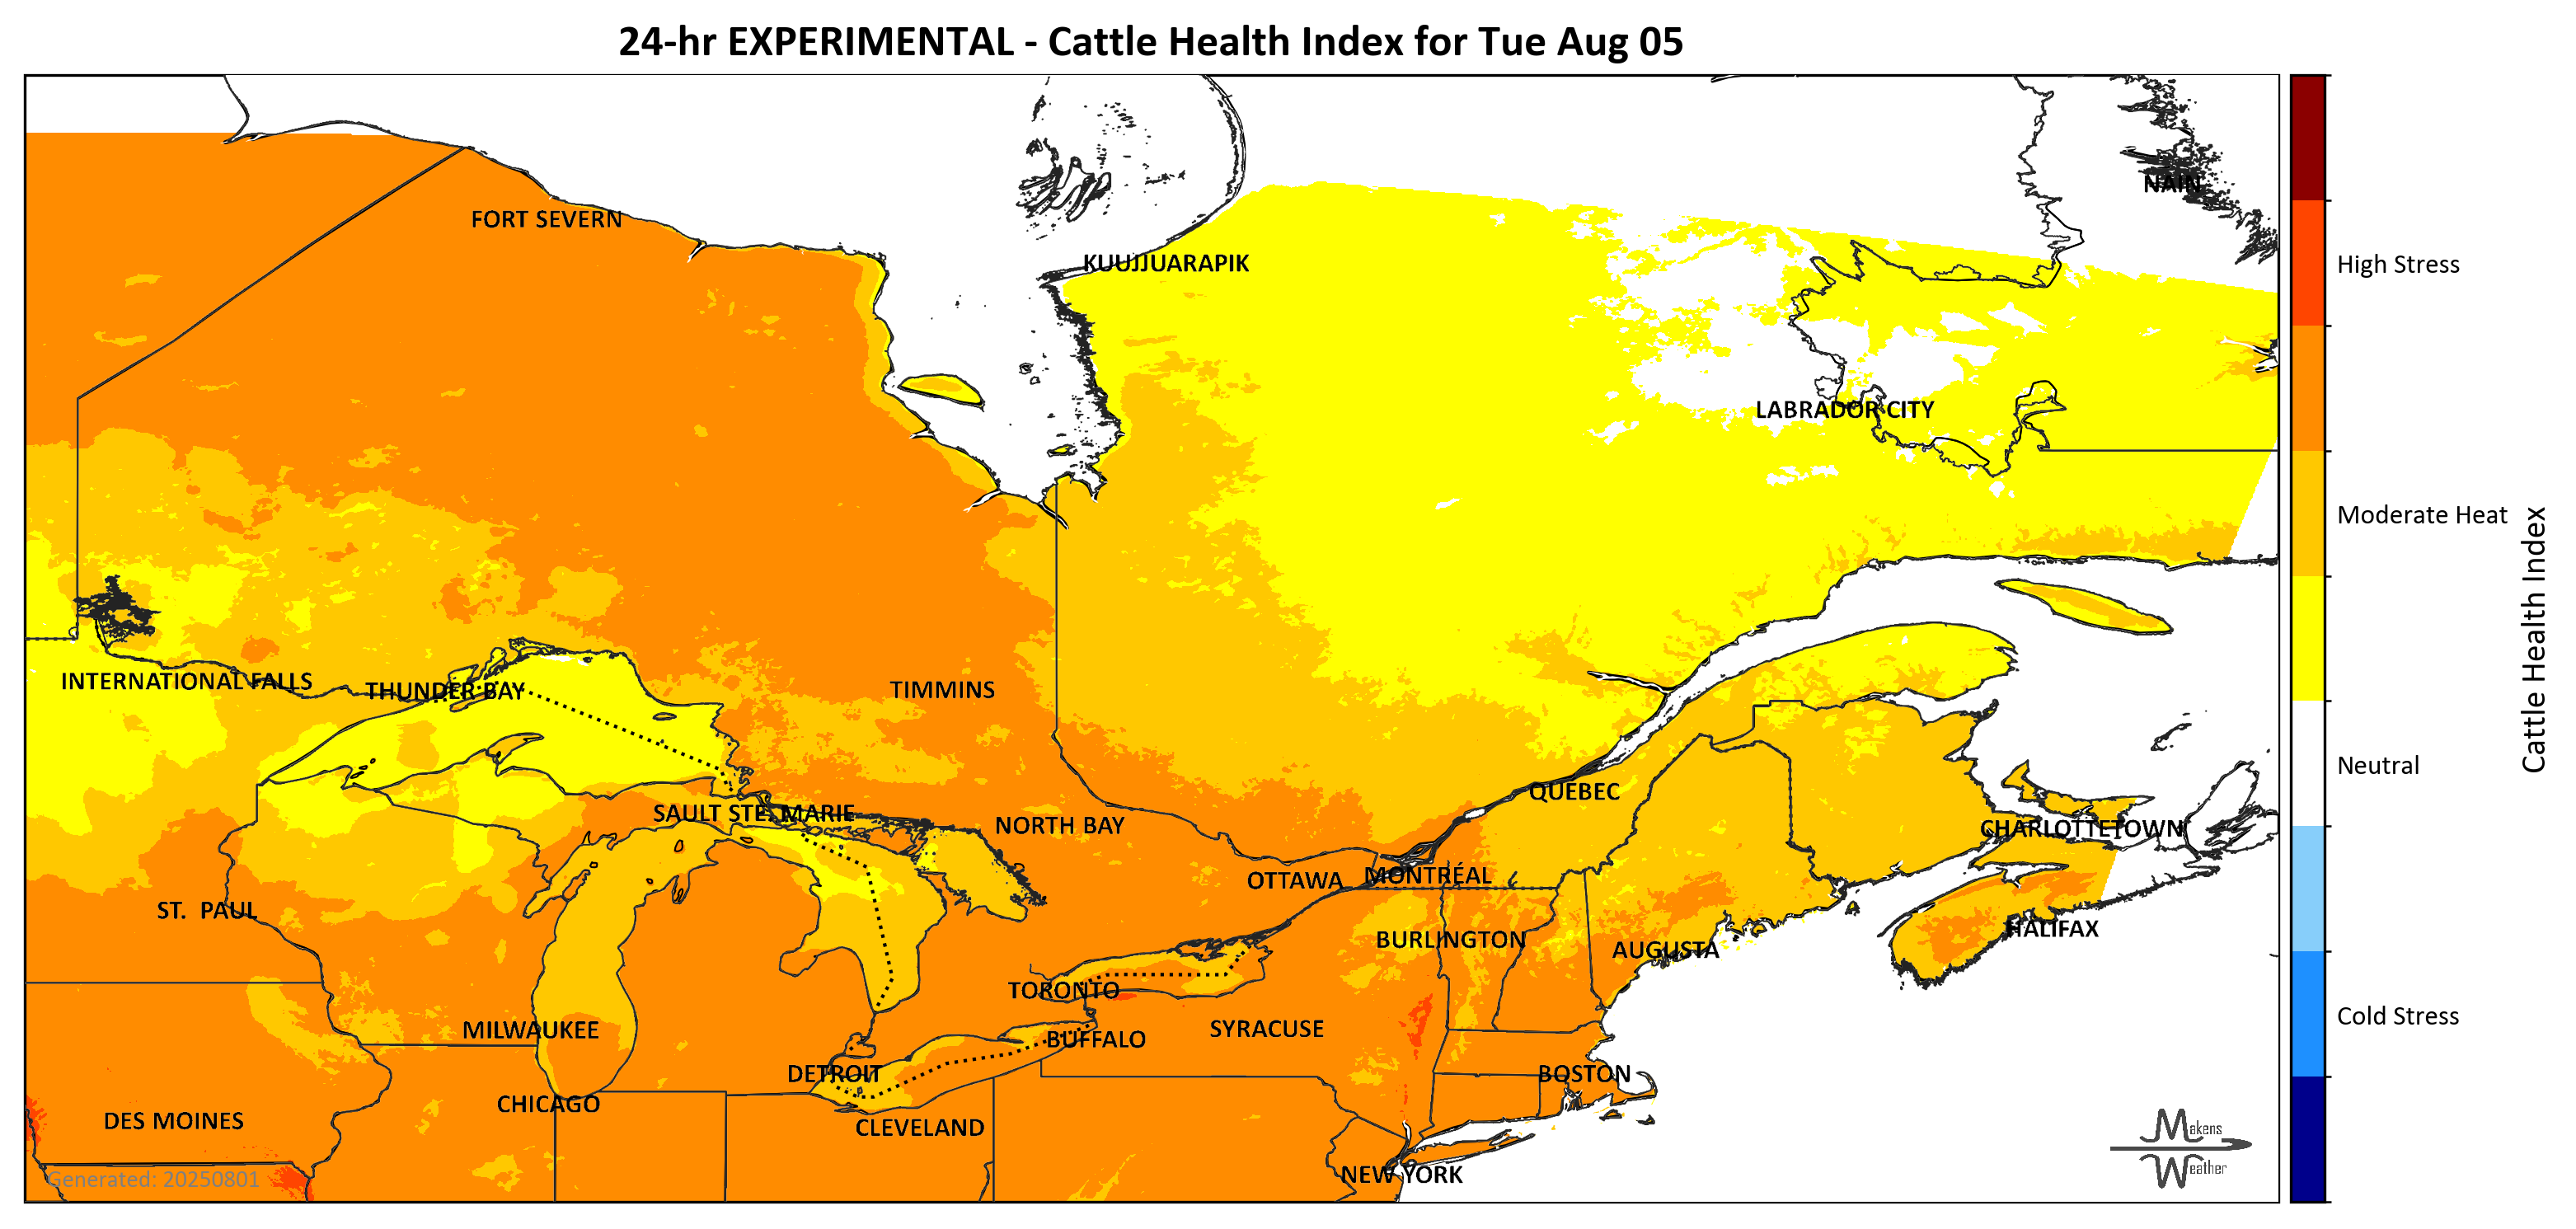 24-hr EXPERIMENTAL - Cattle Health Index for Tue Aug 05
NAIN
FORT SEVERN
KUUJJUARAPIK
High Stress
LABRADOR CITY
Moderate Heat
INTERNATIONAL FALLS
THUNDER BAY
TIMMINS
Cattle Health Index
Neutral
QUEBEC
SAULT STE. MARIE
NORTH BAY
CHARLOTTETOWN
OTTAWA
MONTRÉAL
ST. PAUL
HALIFAX
BURLINGTON
AUGUSTA
TORONTO
Cold Stress
MILWAUKEE
SYRACUSE
BUFFALO
DETROIT
BOSTON
CHICAGO
DES MOINES
CLEVELAND
Makens
Weather
NEW YORK
Generated: 20250801